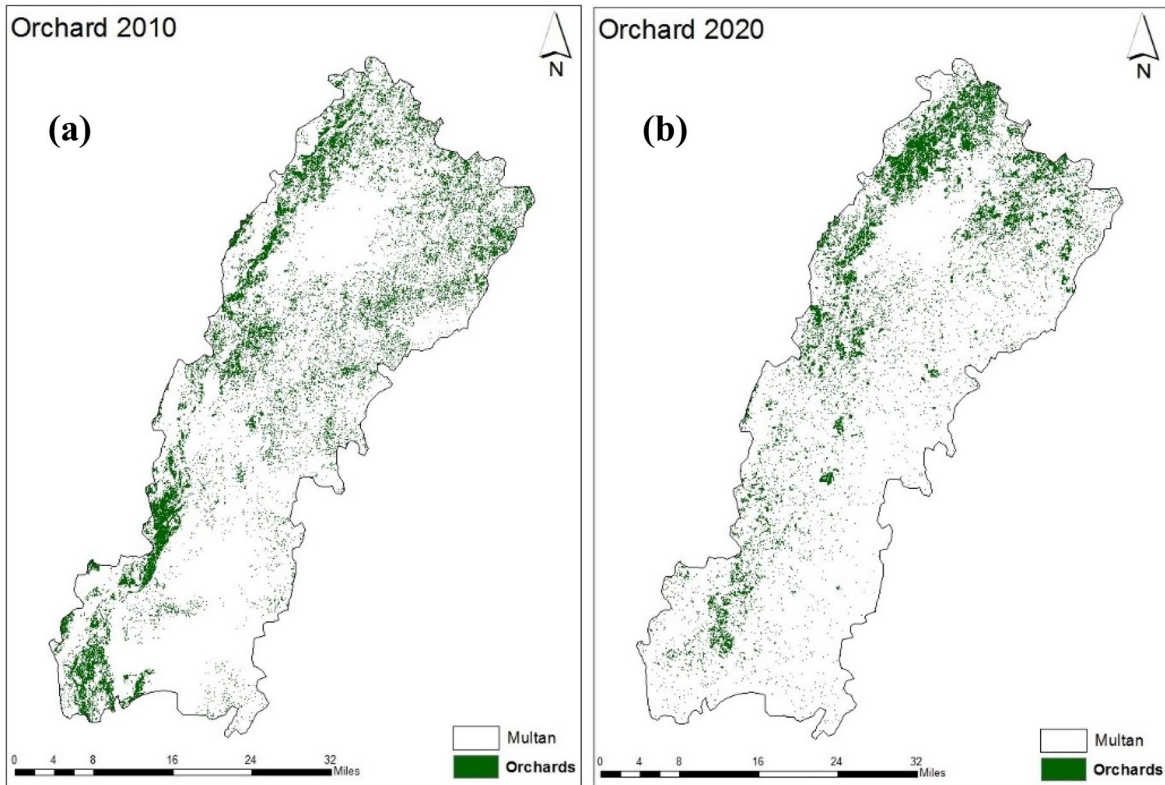 Orchard 2010
N
(a)
Multan
Orchards
0 4 8 16 24 32
Miles
Orchard 2020
N
(b)
Multan
Orchards
0 4 8 16 24 32
Miles